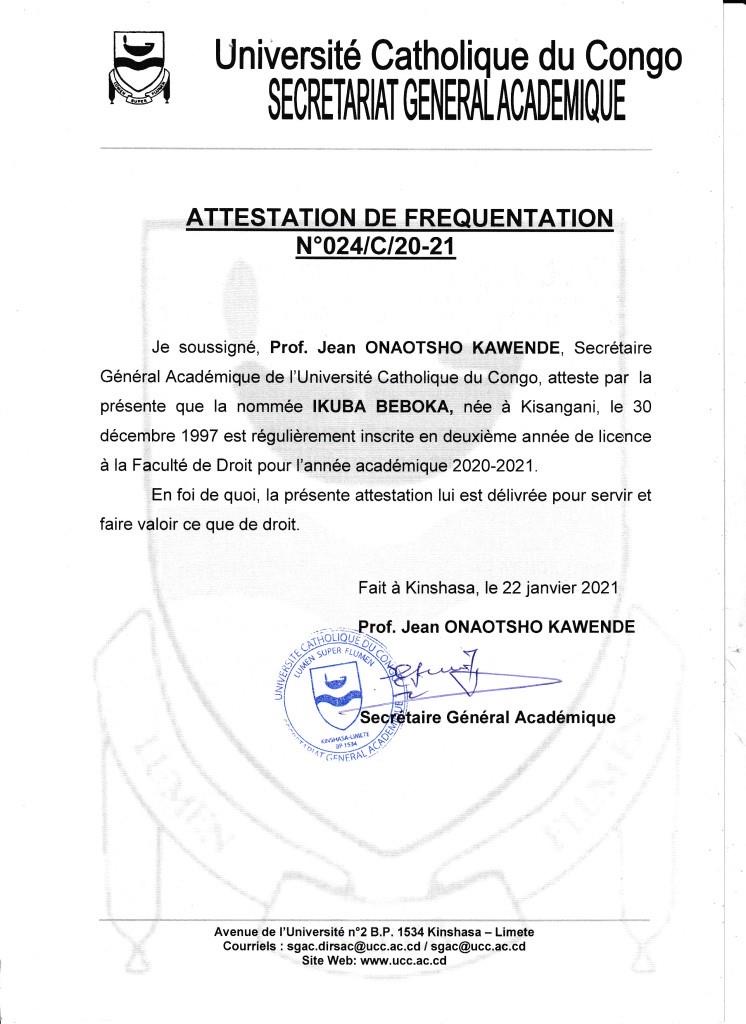 LUMEN SUPER FLUMEN
Université Catholique du Congo
SECRETARIAT GENERAL ACADEMIQUE
ATTESTATION DE FREQUENTATION
N°024/C/20-21
Je soussigné, Prof. Jean ONAOTSHO KAWENDE, Secrétaire
Général Académique de l'Université Catholique du Congo, atteste par la
présente que la nommée IKUBA BEBOKA, née à Kisangani, le 30
décembre 1997 est régulièrement inscrite en deuxième année de licence
à la Faculté de Droit pour l'année académique 2020-2021.
En foi de quoi, la présente attestation lui est délivrée pour servir et
faire valoir ce que de droit.
Fait à Kinshasa, le 22 janvier 2021
Prof. Jean ONAOTSHO KAWENDE
UNIVERSITÉ CATHOLIQUE DU CONGO
LUMEN SUPER FLUMEN
KINSHASA-LIMETE
BP 1534
SECRETARIAT GENERAL ACADEMIQUE
Secrétaire Général Académique
LUMEN
FLUMEN
Avenue de l'Université n°2 B.P. 1534 Kinshasa – Limete
Courriels : sgac.dirsac@ucc.ac.cd / sgac@ucc.ac.cd
Site Web: www.ucc.ac.cd